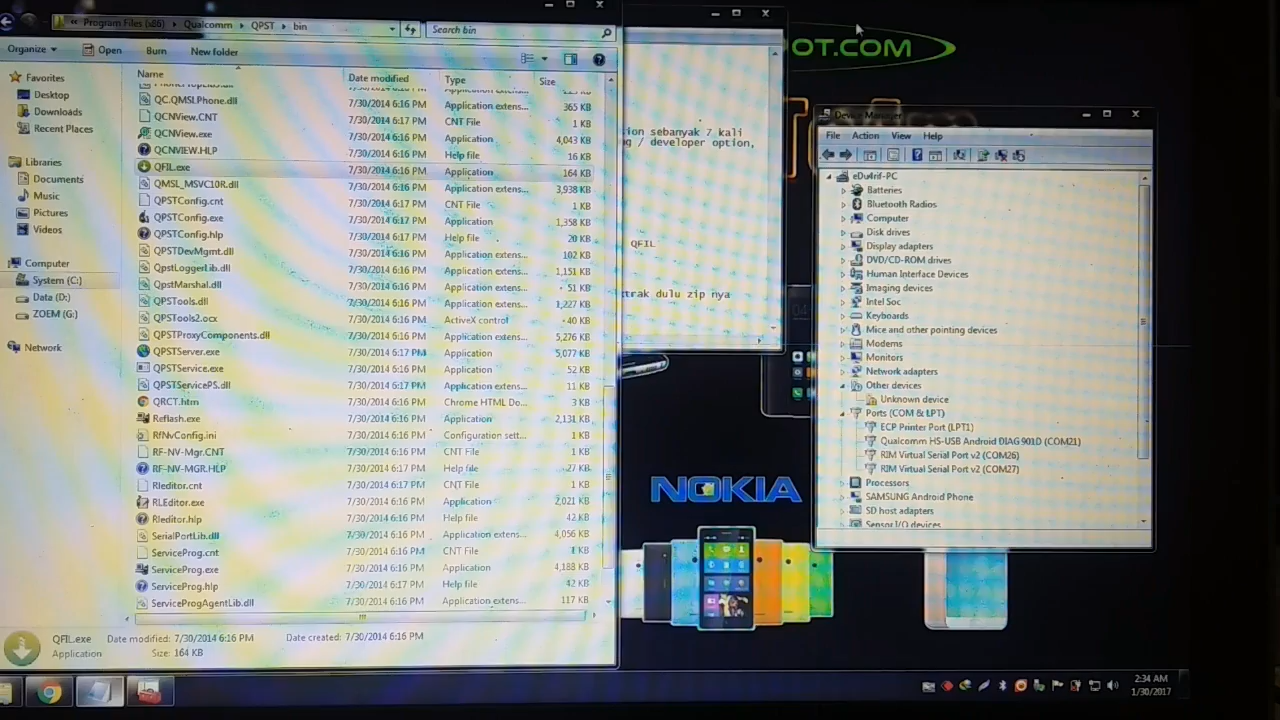 Program Files (x86) Qualcomm QPST bin
Search bin
Organize Open Burn New folder
Favorites
Desktop
Downloads
Recent Places
Libraries
Documents
Music
Pictures
Videos
Computer
System (C:)
Data (D:)
ZOEM (G:)
Network
Name Date modified Type Size
QC.QMSLPhone.dll 7/30/2014 6:16 PM Application extens... 365 KB
QCNView.CNT 7/30/2014 6:16 PM CNT File 1 KB
QCNView.exe 7/30/2014 6:16 PM Application 4,043 KB
QCNVIEW.HLP 7/30/2014 6:16 PM Help file 16 KB
QFIL.exe 7/30/2014 6:16 PM Application 164 KB
QMSL_MSVC10R.dll 7/30/2014 6:16 PM Application extens... 3,938 KB
QPSTConfig.cnt 7/30/2014 6:16 PM CNT File 1 KB
QPSTConfig.exe 7/30/2014 6:16 PM Application 1,358 KB
QPSTConfig.hlp 7/30/2014 6:17 PM Help file 20 KB
QPSTDevMgmt.dll 7/30/2014 6:16 PM Application extens... 102 KB
QpstLoggerLib.dll 7/30/2014 6:16 PM Application extens... 1,151 KB
QpstMarshal.dll 7/30/2014 6:16 PM Application extens... 51 KB
QPSTools.dll 7/30/2014 6:16 PM Application extens... 1,227 KB
QPSTools2.ocx 7/30/2014 6:16 PM ActiveX control 40 KB
QPSTProxyComponents.dll 7/30/2014 6:16 PM Application extens... 5,276 KB
QPSTServer.exe 7/30/2014 6:17 PM Application 5,077 KB
QPSTService.exe 7/30/2014 6:16 PM Application 52 KB
QPSTServicePS.dll 7/30/2014 6:17 PM Application extens... 11 KB
QRCT.htm 7/30/2014 6:16 PM Chrome HTML Do... 3 KB
Reflash.exe 7/30/2014 6:16 PM Application 2,131 KB
RfNvConfig.ini 7/30/2014 6:16 PM Configuration sett... 1 KB
RF-NV-Mgr.CNT 7/30/2014 6:16 PM CNT File 1 KB
RF-NV-MGR.HLP 7/30/2014 6:16 PM Help file 27 KB
Rleditor.cnt 7/30/2014 6:16 PM CNT File 1 KB
RLEditor.exe 7/30/2014 6:16 PM Application 2,021 KB
Rleditor.hlp 7/30/2014 6:16 PM Help file 42 KB
SerialPortLib.dll 7/30/2014 6:16 PM Application extens... 4,056 KB
ServiceProg.cnt 7/30/2014 6:16 PM CNT File 1 KB
ServiceProg.exe 7/30/2014 6:16 PM Application 4,188 KB
ServiceProg.hlp 7/30/2014 6:17 PM Help file 42 KB
ServiceProgAgentLib.dll 7/30/2014 6:16 PM Application extens... 117 KB
QFIL.exe Date modified: 7/30/2014 6:16 PM Date created: 7/30/2014 6:16 PM
Application Size: 164 KB
ion sebanyak 7 kali
g / developer option,
QFIL
trak dulu zip nya
OT.COM
NOKIA
Device Manager
File Action View Help
eDu4rif-PC
Batteries
Bluetooth Radios
Computer
Disk drives
Display adapters
DVD/CD-ROM drives
Human Interface Devices
Imaging devices
Intel Soc
Keyboards
Mice and other pointing devices
Modems
Monitors
Network adapters
Other devices
Unknown device
Ports (COM & LPT)
ECP Printer Port (LPT1)
Qualcomm HS-USB Android DIAG 901D (COM21)
RIM Virtual Serial Port v2 (COM26)
RIM Virtual Serial Port v2 (COM27)
Processors
SAMSUNG Android Phone
SD host adapters
Sensor I/O devices
2:34 AM
1/30/2017